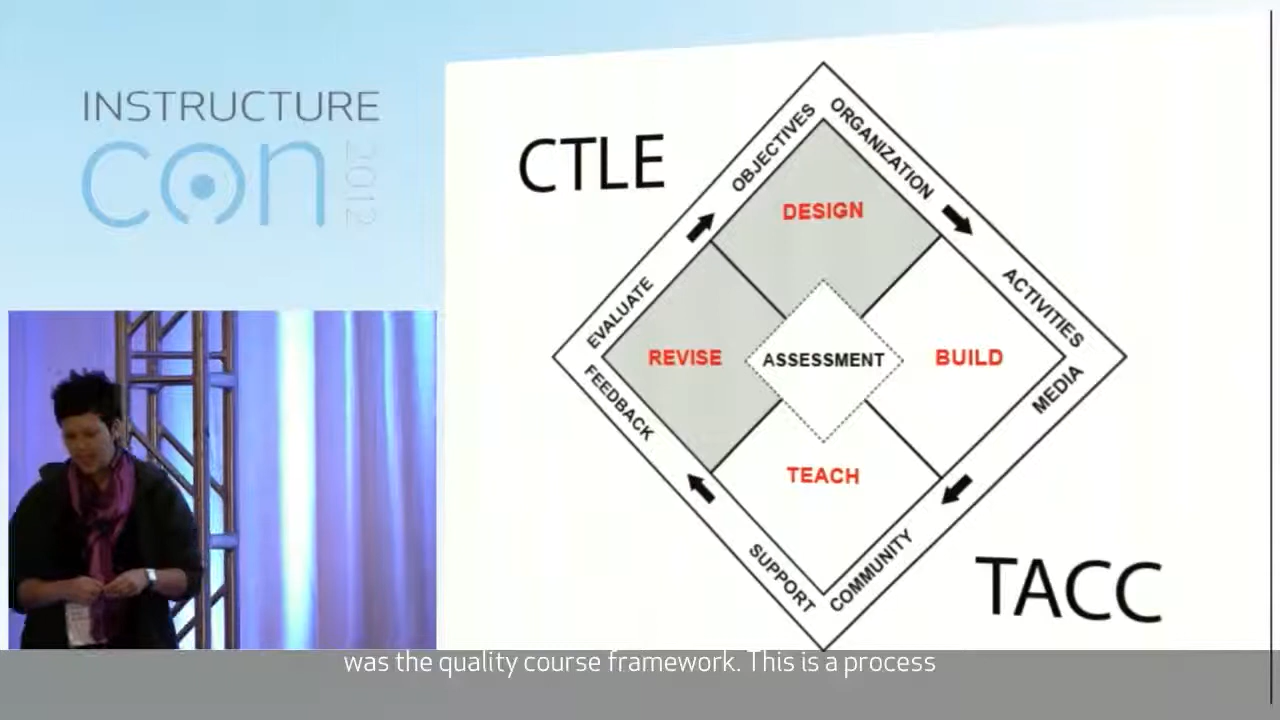 INSTRUCTURE
con
2012
CTLE
OBJECTIVES
ORGANIZATION
DESIGN
EVALUATE
ACTIVITIES
REVISE
ASSESSMENT
BUILD
FEEDBACK
MEDIA
TEACH
SUPPORT
COMMUNITY
TACC
was the quality course framework. This is a process